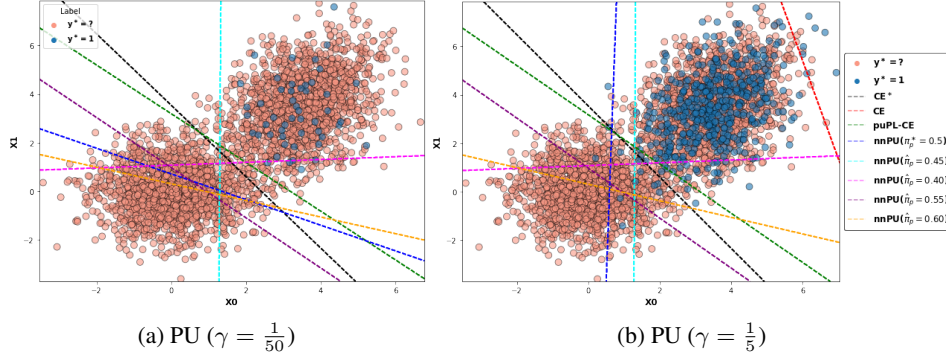 Label
y* = ?
y* = 1
X1
6
4
2
0
−2
−2
0
2
4
6
X0
(a) PU (γ = 1/50)
X1
6
4
2
0
−2
−2
0
2
4
6
X0
(b) PU (γ = 1/5)
y* = ?
y* = 1
CE*
CE
puPL-CE
nnPU(π*ₚ = 0.5)
nnPU(π̂ₚ = 0.45)
nnPU(π̂ₚ = 0.40)
nnPU(π̂ₚ = 0.55)
nnPU(π̂ₚ = 0.60)